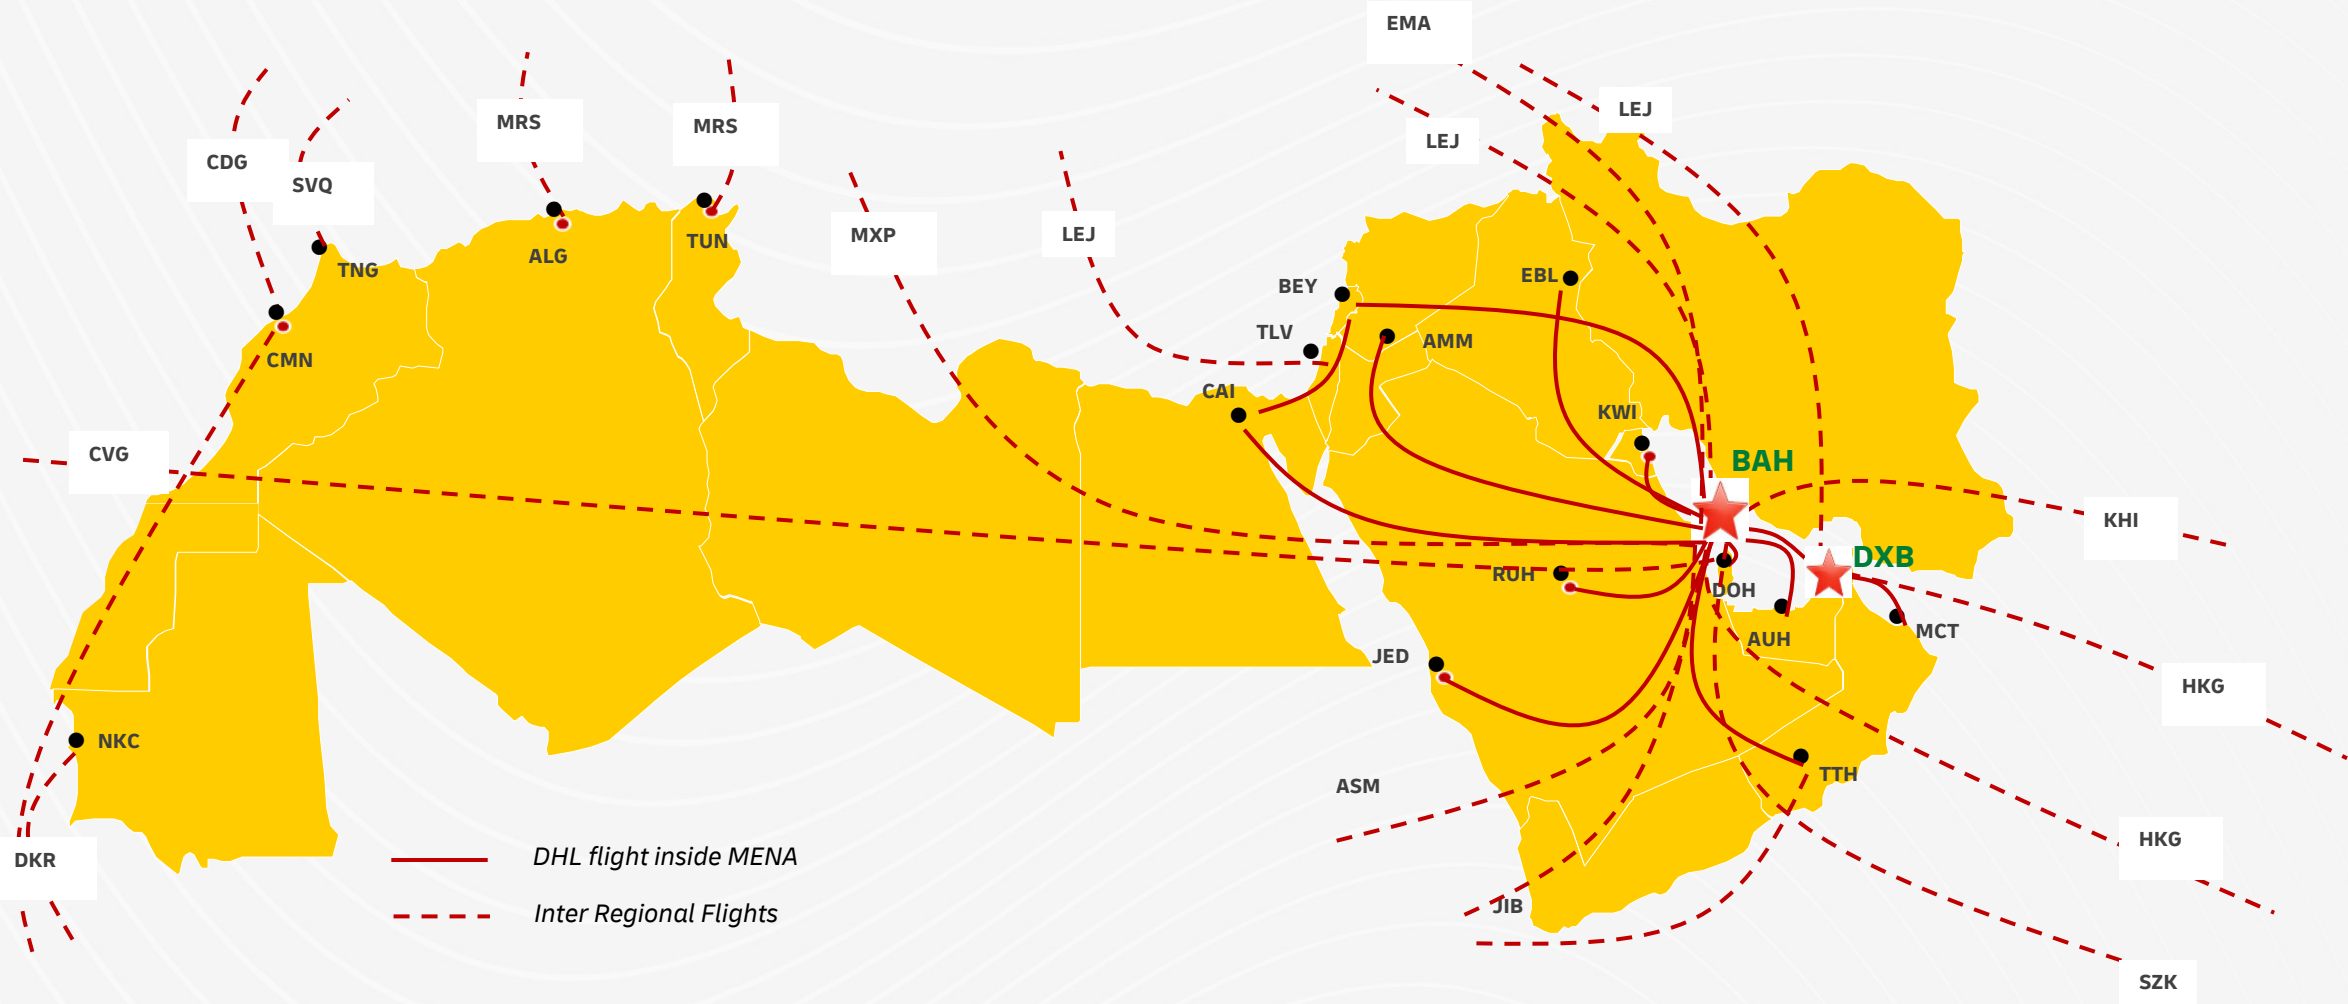 EMA
LEJ
MRS
MRS
LEJ
CDG
SVQ
MXP
LEJ
TUN
ALG
TNG
EBL
BEY
TLV
AMM
CMN
CAI
KWI
CVG
BAH
KHI
DXB
RUH
DOH
MCT
AUH
JED
HKG
NKC
TTH
ASM
HKG
DHL flight inside MENA
DKR
JIB
Inter Regional Flights
SZK